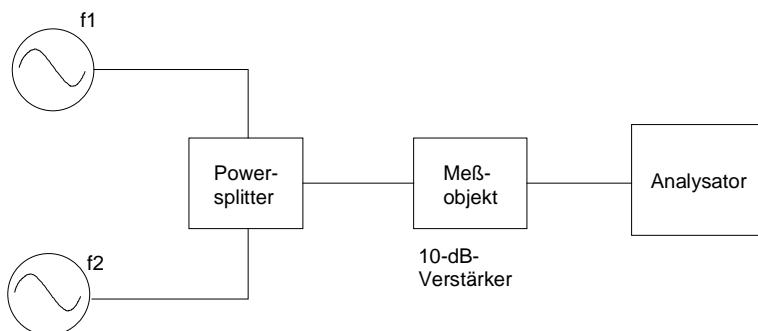 f1
Power-
splitter
Meß-
objekt
Analysator
f2
10-dB-
Verstärker